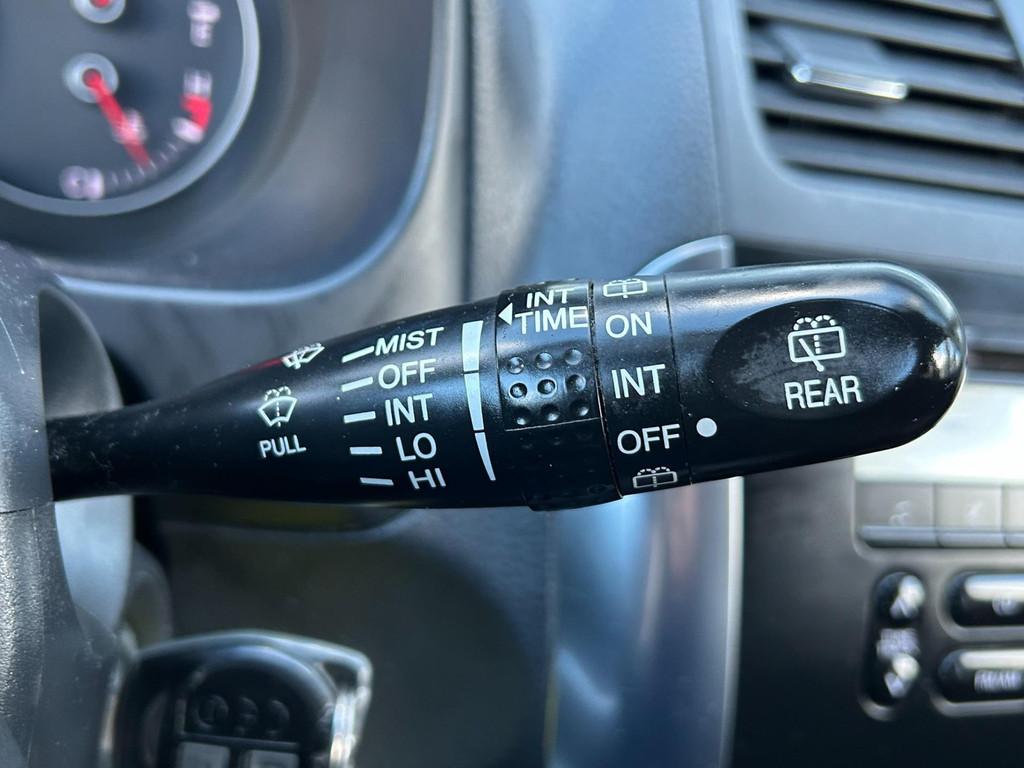 MIST
OFF
INT
LO
HI
PULL
INT
TIME
ON
INT
OFF
REAR